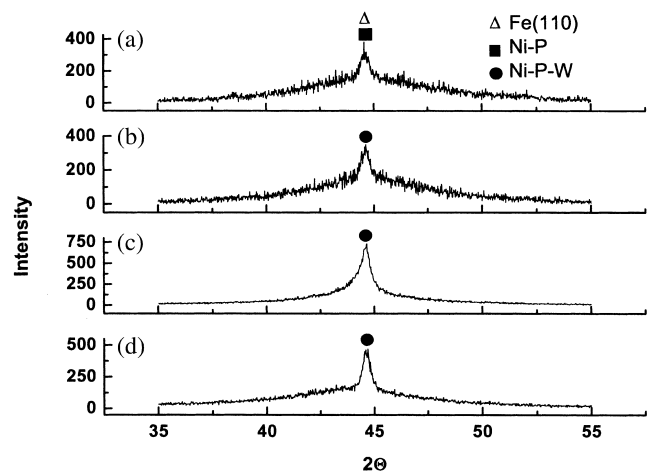 Δ Fe(110)
■ Ni-P
● Ni-P-W
Δ
■
(a)
400
200
0
●
(b)
400
200
0
●
(c)
750
500
250
0
●
(d)
500
250
0
Intensity
35 40 45 50 55
2Θ